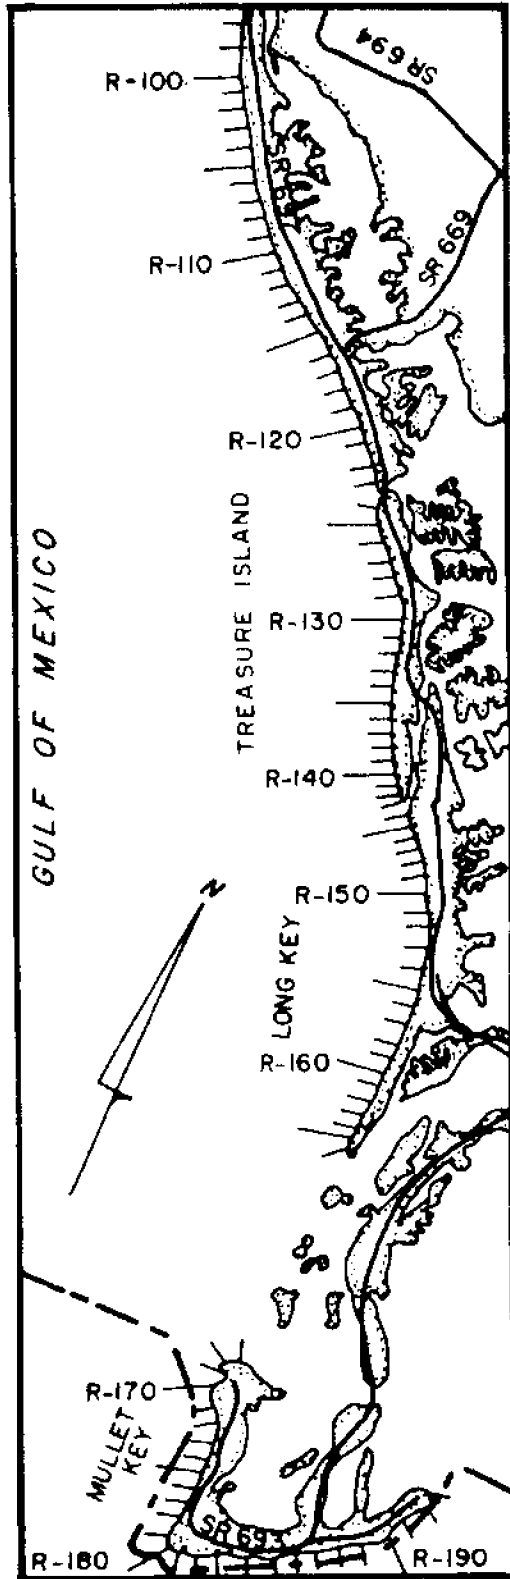 SR 694
R-100
R-110
SR 669
R-120
GULF OF MEXICO
TREASURE ISLAND
R-130
R-140
N
R-150
LONG KEY
R-160
R-170
MULLET
KEY
SR 693
R-180
R-190